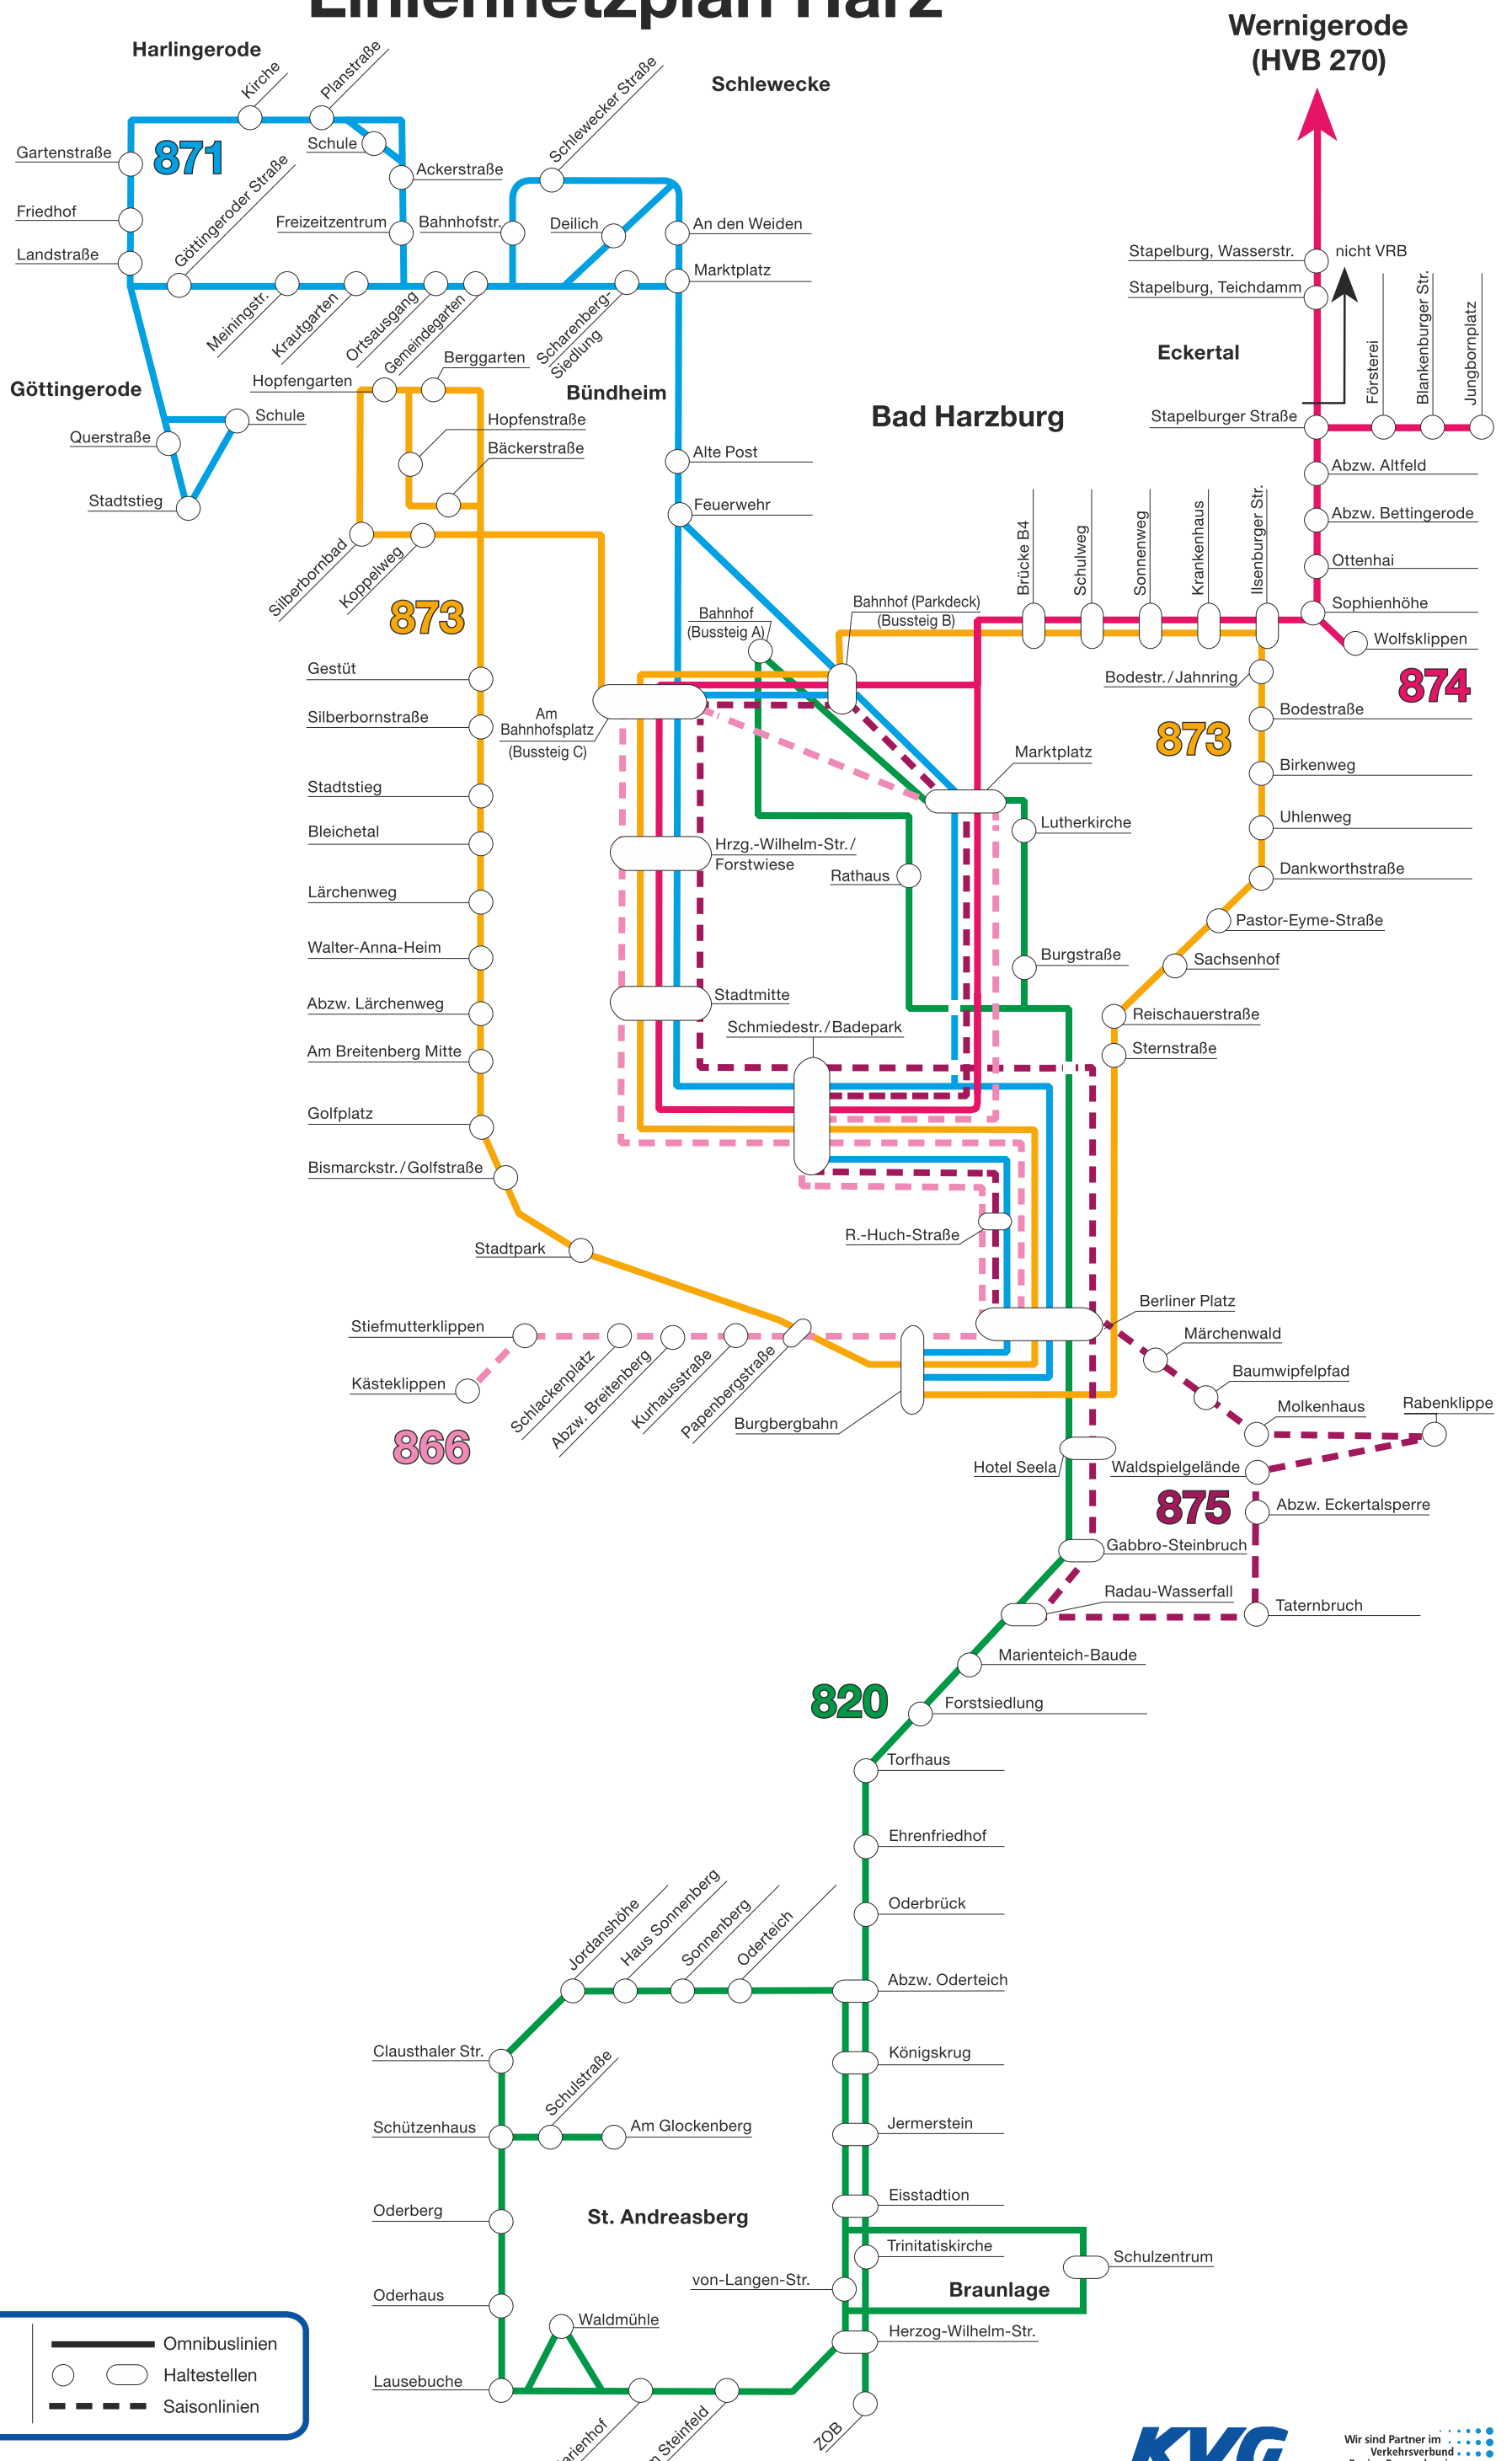 Liniennetzplan Harz
Wernigerode
(HVB 270)
Harlingerode
Schlewecke
Kirche
Planstraße
Schlewecker Straße
Gartenstraße
871
Schule
Ackerstraße
Göttingeroder Straße
Friedhof
Freizeitzentrum
Bahnhofstr.
Deilich
An den Weiden
Landstraße
Marktplatz
Stapelburg, Wasserstr.
nicht VRB
Stapelburg, Teichdamm
Meiningstr.
Krautgarten
Ortsausgang
Gemeindegarten
Scharenberg-
Siedlung
Eckertal
Försterei
Blankenburger Str.
Jungbornplatz
Berggarten
Göttingerode
Hopfengarten
Bündheim
Bad Harzburg
Stapelburger Straße
Schule
Hopfenstraße
Querstraße
Bäckerstraße
Alte Post
Abzw. Altfeld
Stadtstieg
Feuerwehr
Abzw. Bettingerode
Silberbornbad
Koppelweg
Brücke B4
Schulweg
Sonnenweg
Krankenhaus
Ilsenburger Str.
Ottenhai
873
Bahnhof
(Bussteig A)
Bahnhof (Parkdeck)
(Bussteig B)
Sophienhöhe
Wolfsklippen
Gestüt
Bodestr./Jahnring
874
Silberbornstraße
Am
Bahnhofsplatz
(Bussteig C)
Bodestraße
873
Marktplatz
Birkenweg
Stadtstieg
Lutherkirche
Uhlenweg
Bleichetal
Hrzg.-Wilhelm-Str./
Forstwiese
Rathaus
Dankworthstraße
Lärchenweg
Pastor-Eyme-Straße
Walter-Anna-Heim
Burgstraße
Sachsenhof
Abzw. Lärchenweg
Stadtmitte
Reischauerstraße
Schmiedestr./Badepark
Am Breitenberg Mitte
Sternstraße
Golfplatz
Bismarckstr./Golfstraße
R.-Huch-Straße
Stadtpark
Berliner Platz
Stiefmutterklippen
Märchenwald
Baumwipfelpfad
Kästeklippen
Schlackenplatz
Abzw. Breitenberg
Kurhausstraße
Papenbergstraße
Burgbergbahn
Molkenhaus
Rabenklippe
866
Hotel Seela
Waldspielgelände
875
Abzw. Eckertalsperre
Gabbro-Steinbruch
Radau-Wasserfall
Taternbruch
Marienteich-Baude
820
Forstsiedlung
Torfhaus
Ehrenfriedhof
Oderbrück
Jordanshöhe
Haus Sonnenberg
Sonnenberg
Oderteich
Abzw. Oderteich
Clausthaler Str.
Königskrug
Schulstraße
Schützenhaus
Am Glockenberg
Jermerstein
Oderberg
St. Andreasberg
Eisstadtion
Trinitatiskirche
Schulzentrum
von-Langen-Str.
Braunlage
Oderhaus
Waldmühle
Herzog-Wilhelm-Str.
Omnibuslinien
Haltestellen
Saisonlinien
Lausebuche
Steinfeld
ZOB
KVG
Wir sind Partner im
Verkehrsverbund